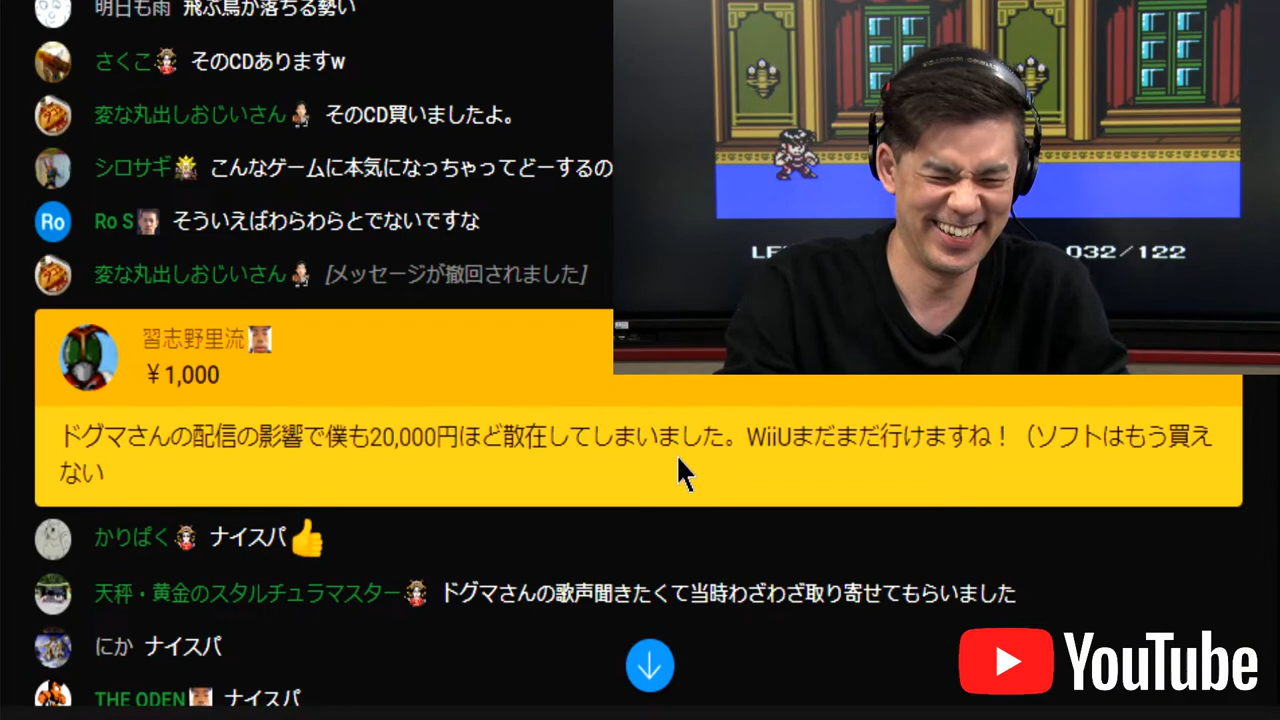 明日も雨 飛ぶ鳥が落ちる勢い
さくこ そのCDありますw
変な丸出しおじいさん そのCD買いましたよ。
シロサギ こんなゲームに本気になっちゃってどーするの
Ro
Ro S そういえばわらわらとでないですな
変な丸出しおじいさん [メッセージが撤回されました]
032/122
習志野里流
￥1,000
ドグマさんの配信の影響で僕も20,000円ほど散在してしまいました。WiiUまだまだ行けますね！（ソフトはもう買え
ない
かりぱく ナイスパ
天秤・黄金のスタルチュラマスター ドグマさんの歌声聞きたくて当時わざわざ取り寄せてもらいました
にか ナイスパ
THE ODEN ナイスパ
YouTube